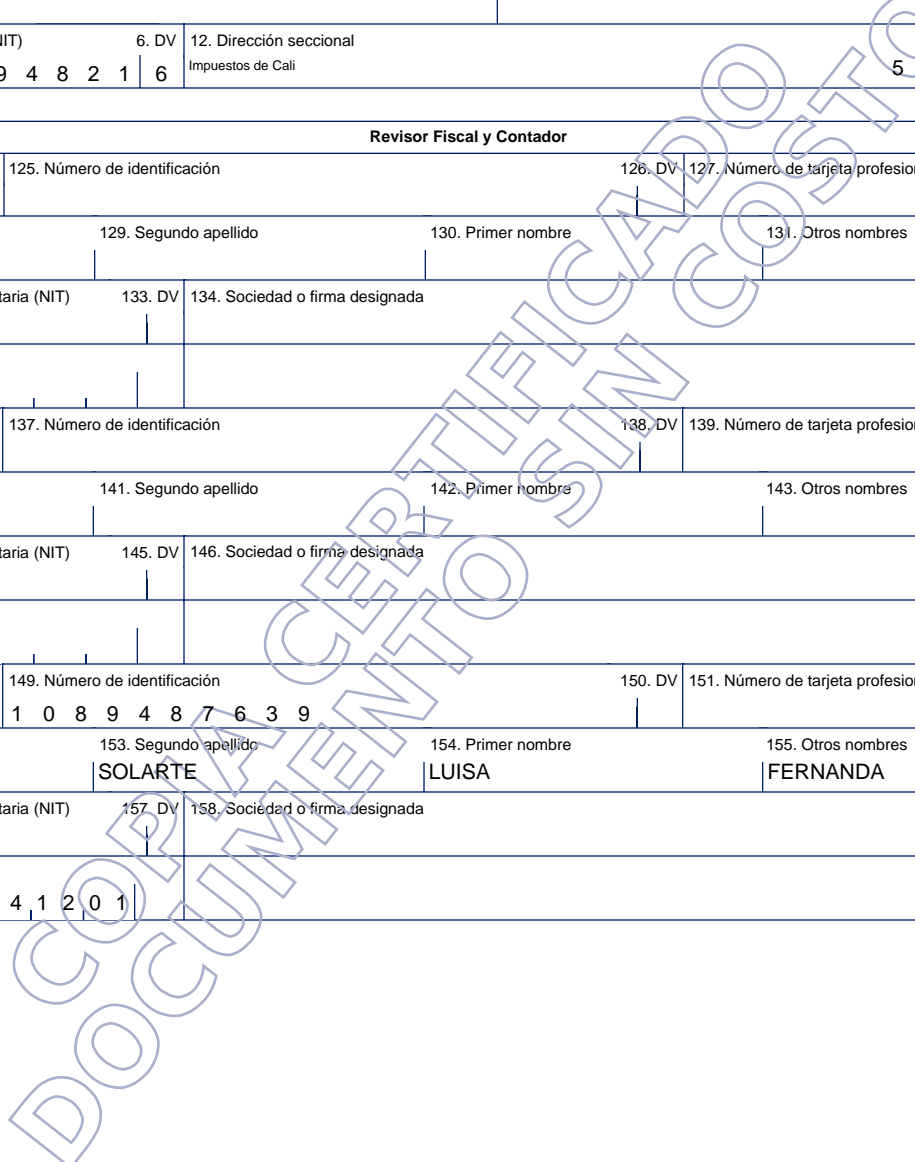 NIT) 6. DV 12. Dirección seccional
9 4 8 2 1 6 Impuestos de Cali 5
Revisor Fiscal y Contador
125. Número de identificación 126. DV 127. Número de tarjeta profesion
129. Segundo apellido 130. Primer nombre 131. Otros nombres
taria (NIT) 133. DV 134. Sociedad o firma designada
137. Número de identificación 138. DV 139. Número de tarjeta profesion
141. Segundo apellido 142. Primer nombre 143. Otros nombres
taria (NIT) 145. DV 146. Sociedad o firma designada
149. Número de identificación 150. DV 151. Número de tarjeta profesion
1 0 8 9 4 8 7 6 3 9
153. Segundo apellido 154. Primer nombre 155. Otros nombres
SOLARTE LUISA FERNANDA
taria (NIT) 157. DV 158. Sociedad o firma designada
4 1 2 0 1
COPIA CERTIFICADO
DOCUMENTO SIN COSTO